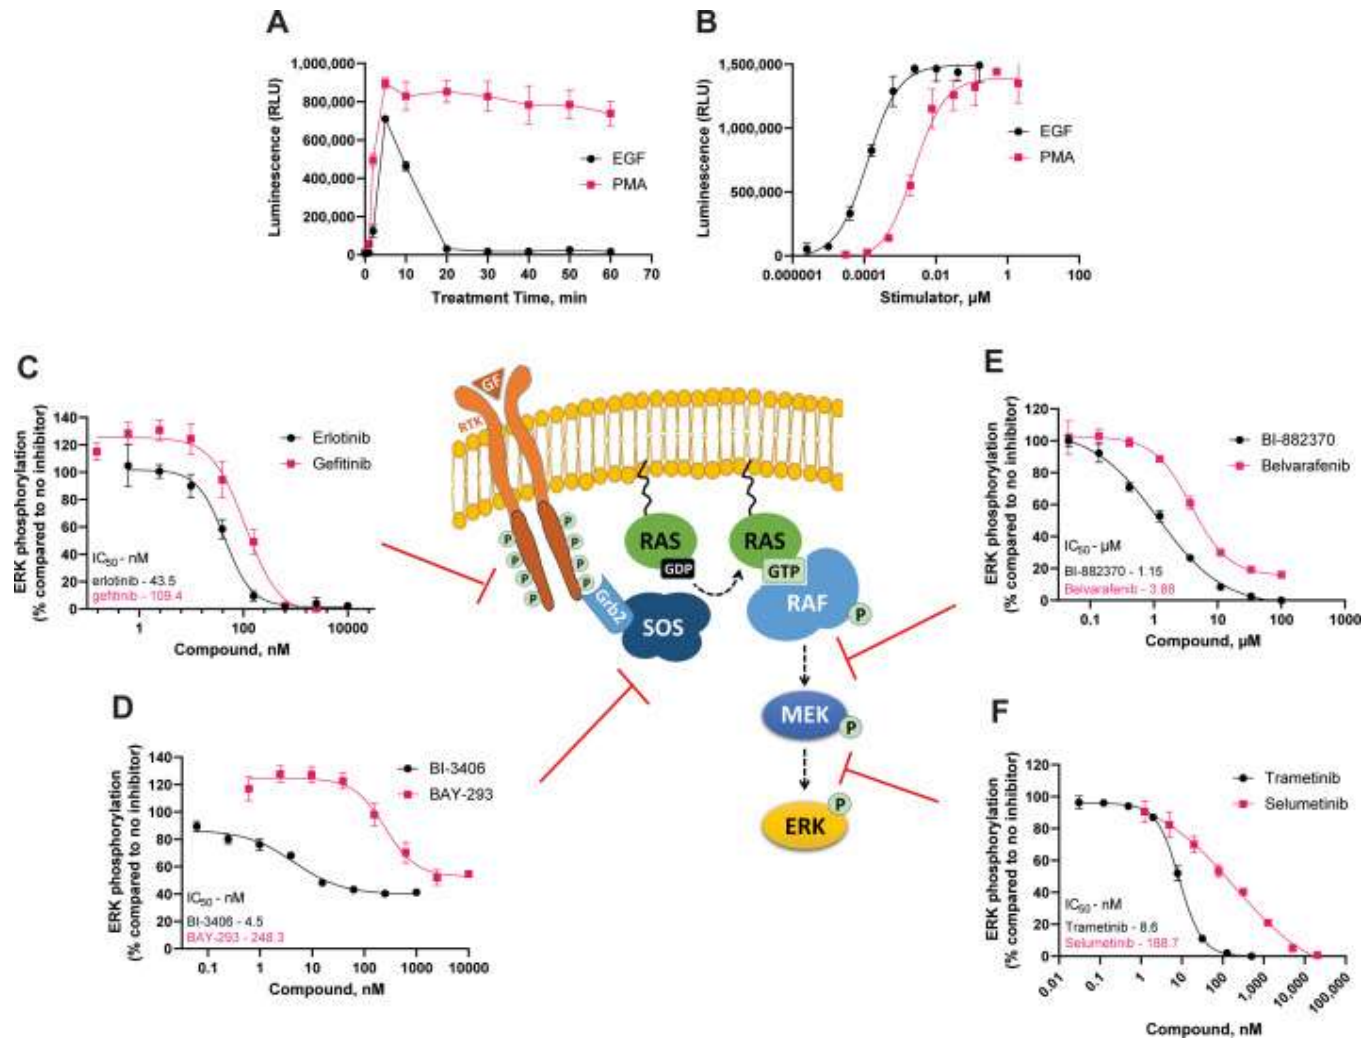 A
Luminescence (RLU)
1,000,000
800,000
600,000
400,000
200,000
0
0 10 20 30 40 50 60 70
Treatment Time, min
EGF
PMA
B
Luminescence (RLU)
1,500,000
1,000,000
500,000
0
0.000001 0.0001 0.01 1 100
Stimulator, µM
EGF
PMA
C
ERK phosphorylation
(% compared to no inhibitor)
140
120
100
80
60
40
20
0
1 100 10000
Compound, nM
Erlotinib
Gefitinib
IC50 - nM
erlotinib - 43.5
gefitinib - 109.4
D
ERK phosphorylation
(% compared to no inhibitor)
140
120
100
80
60
40
20
0
0.1 1 10 100 1000 10000
Compound, nM
BI-3406
BAY-293
IC50 - nM
BI-3406 - 4.5
BAY-293 - 248.3
GF
RTK
P P P P P
P P P P
Grb2
SOS
RAS
GDP
RAS
GTP
RAF
P
MEK
P
ERK
P
E
ERK phosphorylation
(% compared to no inhibitor)
120
100
80
60
40
20
0
0.1 1 10 100 1000
Compound, µM
BI-882370
Belvarafenib
IC50 - µM
BI-882370 - 1.15
Belvarafenib - 3.88
F
ERK phosphorylation
(% compared to no inhibitor)
120
100
80
60
40
20
0
0.01 0.1 1 10 100 1,000 10,000 100,000
Compound, nM
Trametinib
Selumetinib
IC50 - nM
Trametinib - 8.6
Selumetinib - 168.7